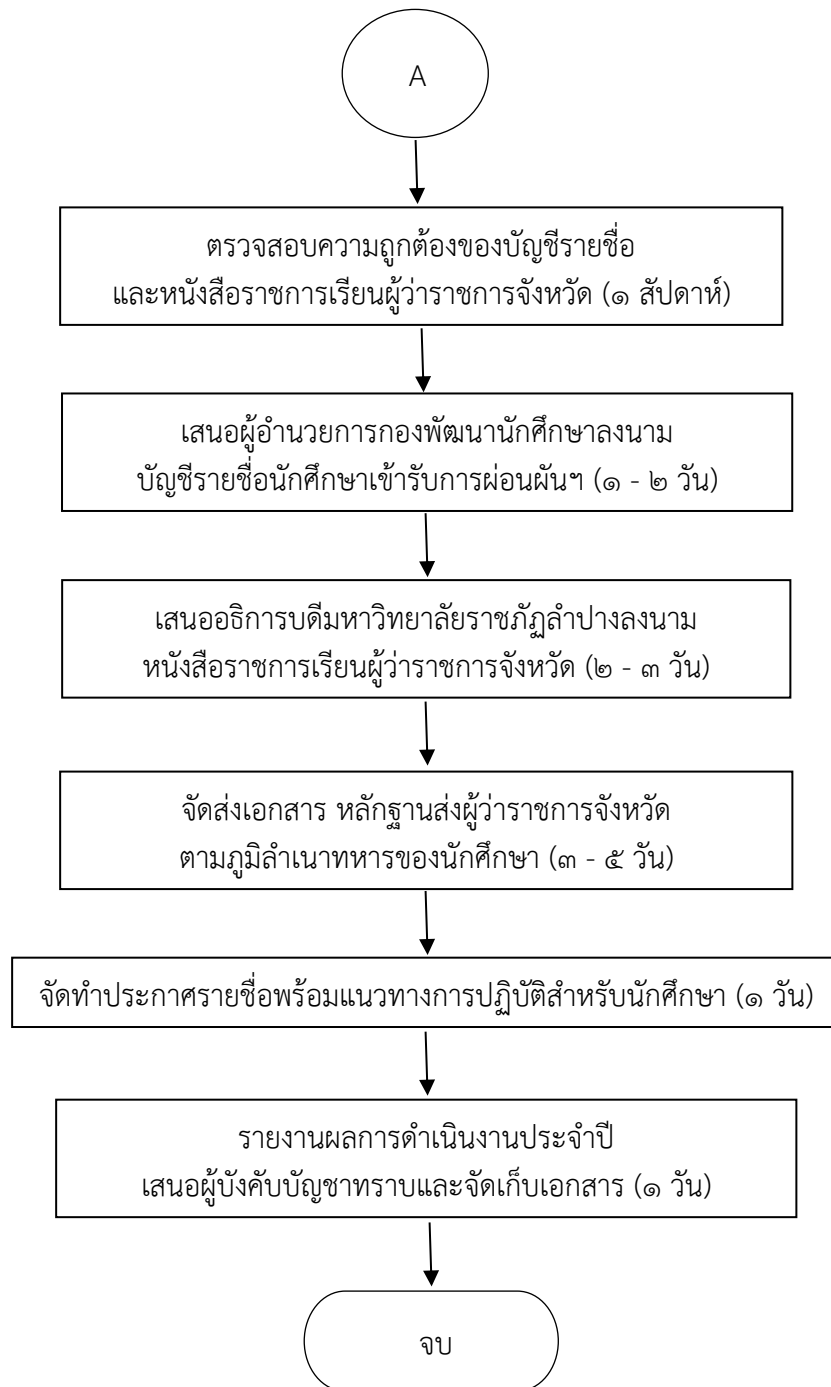 A
ตรวจสอบความถูกต้องของบัญชีรายชื่อ
และหนังสือราชการเรียนผู้ว่าราชการจังหวัด (๑ สัปดาห์)
เสนอผู้อำนวยการกองพัฒนานักศึกษาลงนาม
บัญชีรายชื่อนักศึกษาเข้ารับการผ่อนผันฯ (๑ - ๒ วัน)
เสนออธิการบดีมหาวิทยาลัยราชภัฏลำปางลงนาม
หนังสือราชการเรียนผู้ว่าราชการจังหวัด (๒ - ๓ วัน)
จัดส่งเอกสาร หลักฐานส่งผู้ว่าราชการจังหวัด
ตามภูมิลำเนาทหารของนักศึกษา (๓ - ๕ วัน)
จัดทำประกาศรายชื่อพร้อมแนวทางการปฏิบัติสำหรับนักศึกษา (๑ วัน)
รายงานผลการดำเนินงานประจำปี
เสนอผู้บังคับบัญชาทราบและจัดเก็บเอกสาร (๑ วัน)
จบ